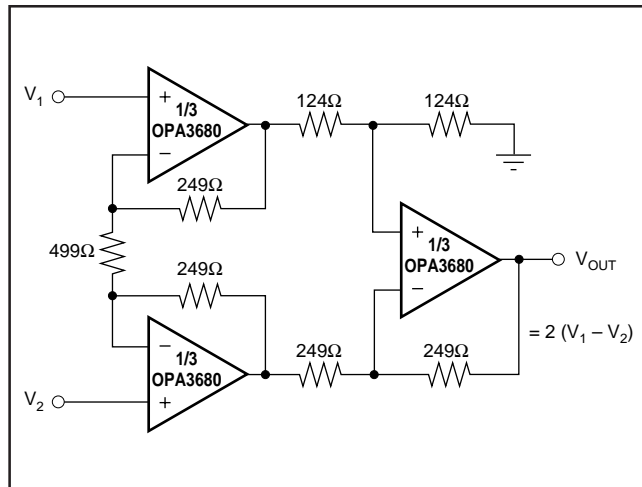 V1
+
1/3
OPA3680
−
124Ω
124Ω
249Ω
499Ω
249Ω
+
1/3
OPA3680
−
VOUT
= 2 (V1 – V2)
−
1/3
OPA3680
+
249Ω
249Ω
V2